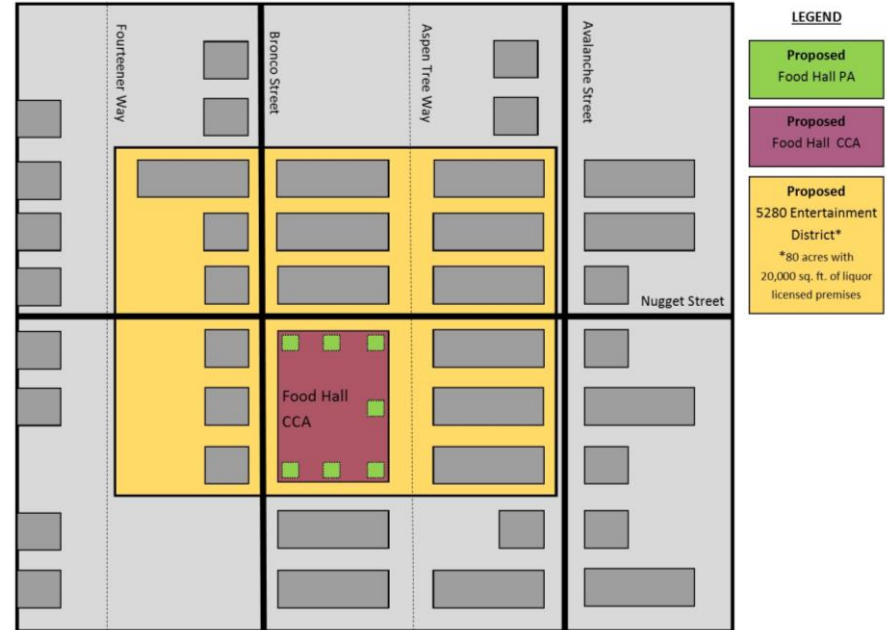 Fourteener Way
Bronco Street
Aspen Tree Way
Avalanche Street
Nugget Street
Food Hall
CCA
LEGEND
Proposed
Food Hall PA
Proposed
Food Hall CCA
Proposed
5280 Entertainment
District*
*80 acres with
20,000 sq. ft. of liquor
licensed premises